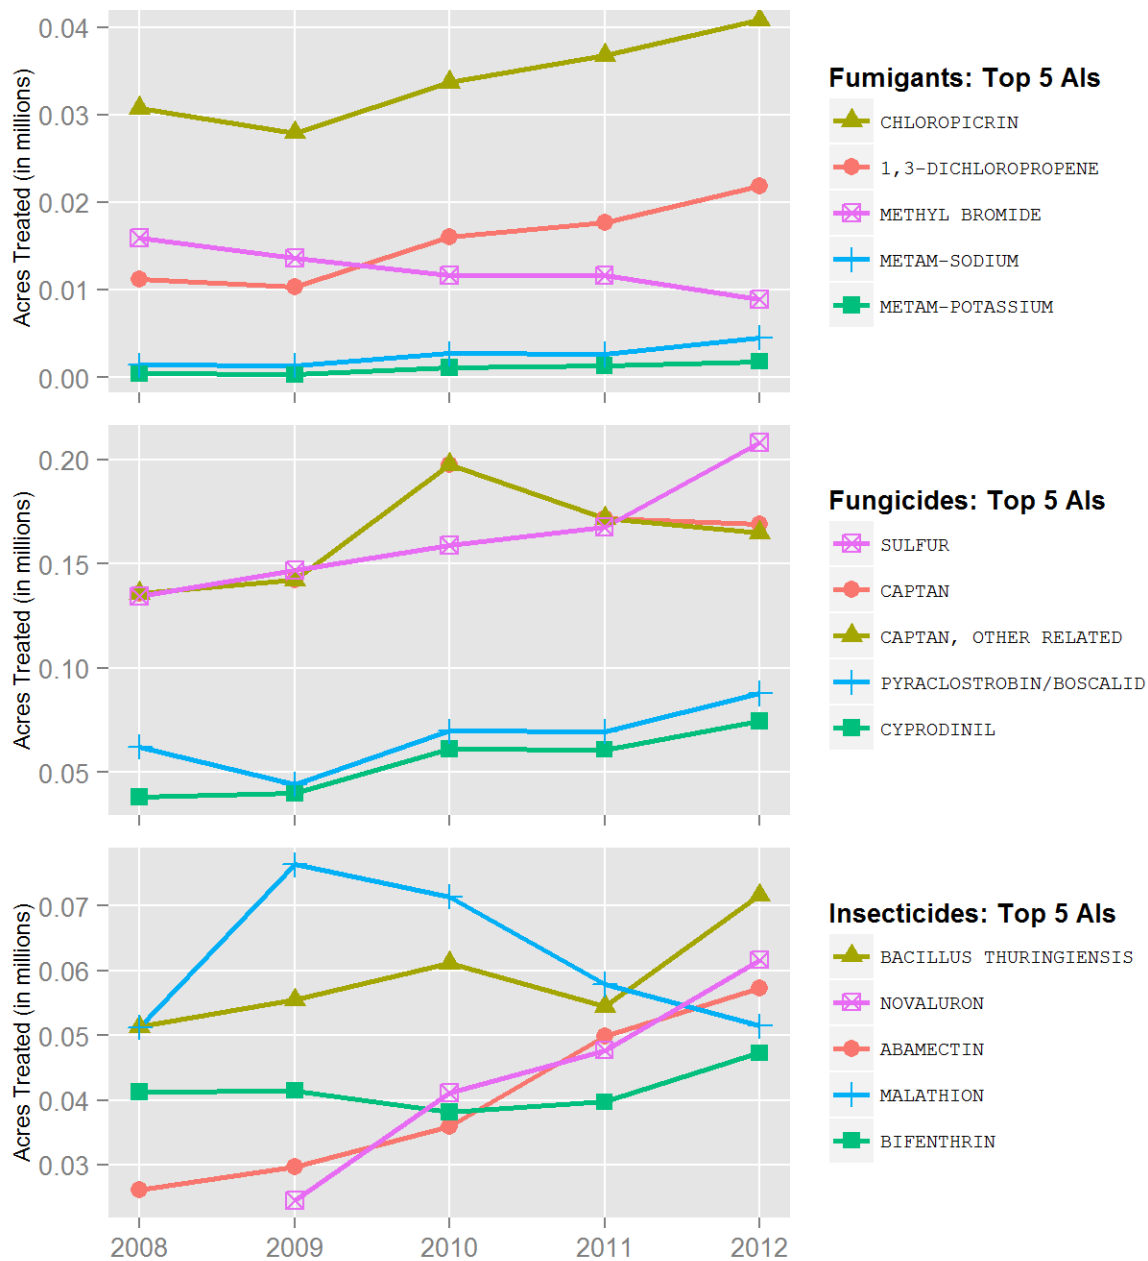 Acres Treated (in millions)
0.04
0.03
0.02
0.01
0.00
Fumigants: Top 5 AIs
CHLOROPICRIN
1,3-DICHLOROPROPENE
METHYL BROMIDE
METAM-SODIUM
METAM-POTASSIUM
Acres Treated (in millions)
0.20
0.15
0.10
0.05
Fungicides: Top 5 AIs
SULFUR
CAPTAN
CAPTAN, OTHER RELATED
PYRACLOSTROBIN/BOSCALID
CYPRODINIL
Acres Treated (in millions)
0.07
0.06
0.05
0.04
0.03
Insecticides: Top 5 AIs
BACILLUS THURINGIENSIS
NOVALURON
ABAMECTIN
MALATHION
BIFENTHRIN
2008 2009 2010 2011 2012